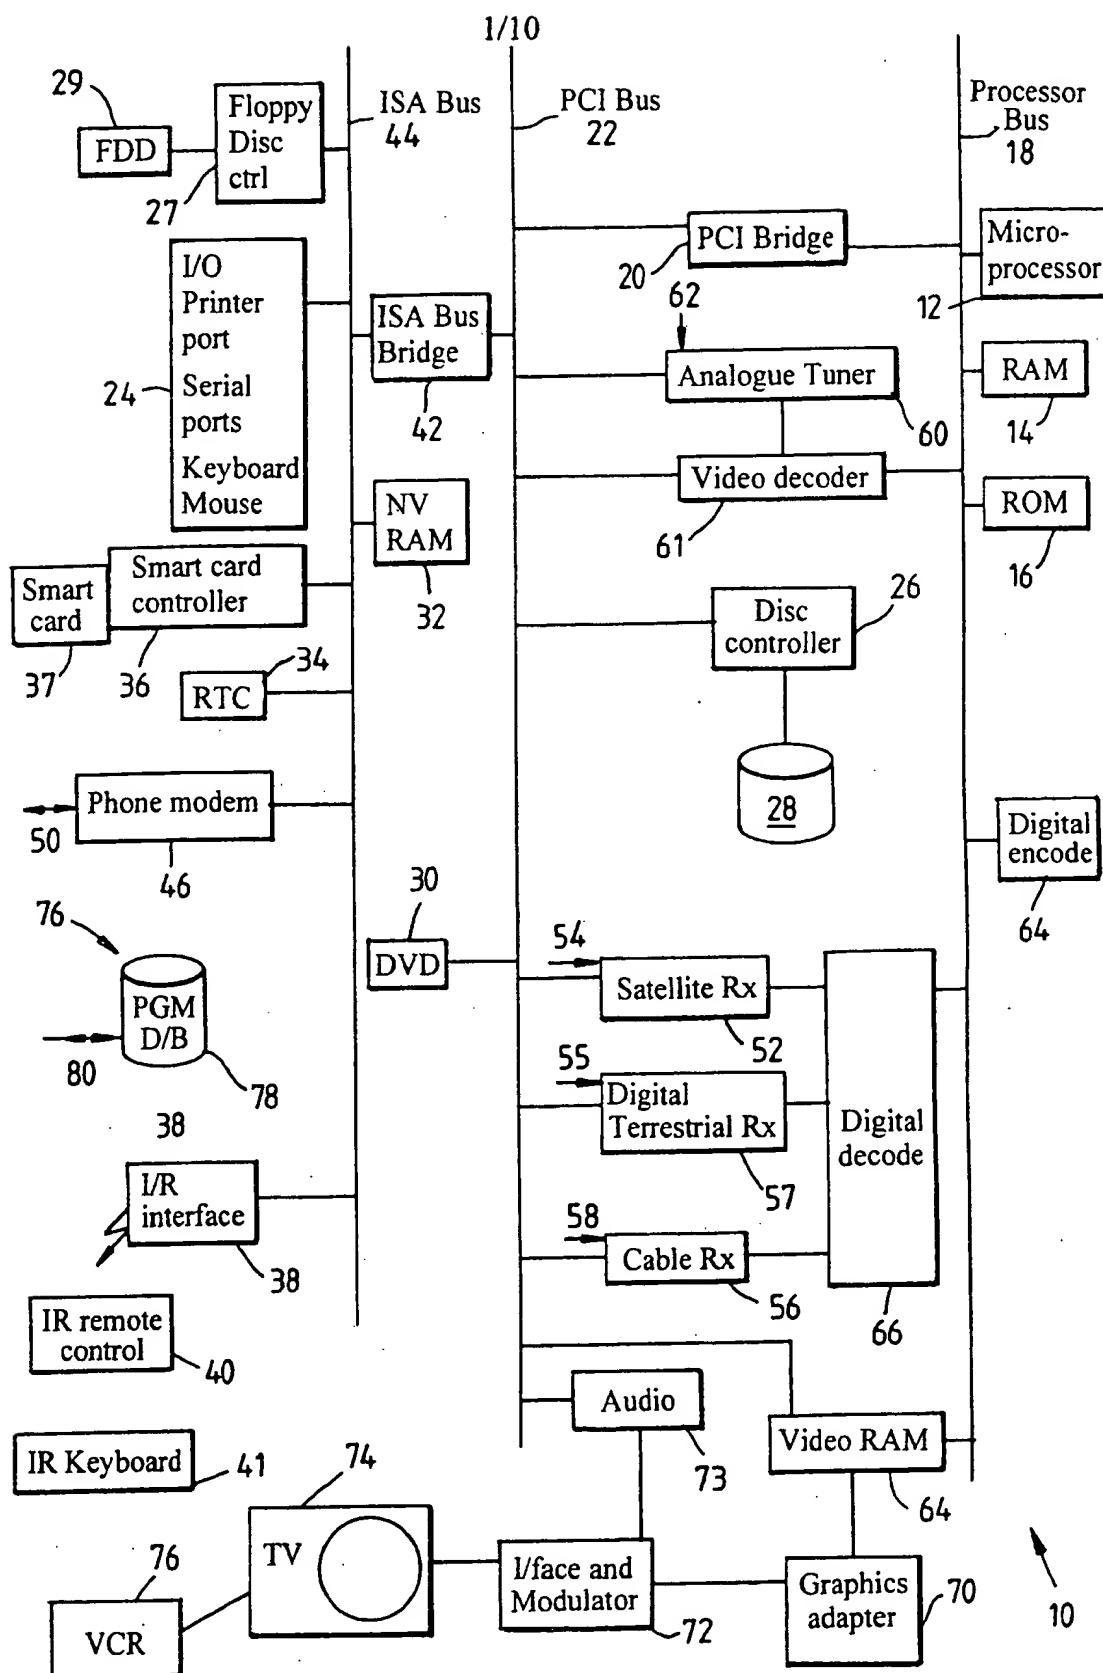 1/10
29
FDD
Floppy
Disc
ctrl
27
ISA Bus
44
PCI Bus
22
Processor
Bus
18
I/O
Printer
port
Serial
ports
Keyboard
Mouse
24
ISA Bus
Bridge
42
PCI Bridge
20
Micro-
processor
12
62
Analogue Tuner
60
RAM
14
Video decoder
61
ROM
16
NV
RAM
32
Smart card
controller
36
Smart
card
37
34
RTC
Disc
controller
26
28
Phone modem
50
46
Digital
encode
64
30
DVD
76
PGM
D/B
80
78
54
Satellite Rx
52
55
Digital
Terrestrial Rx
57
58
Cable Rx
56
Digital
decode
66
38
I/R
interface
38
IR remote
control
40
IR Keyboard
41
Audio
73
Video RAM
64
74
TV
76
VCR
I/face and
Modulator
72
Graphics
adapter
70
10